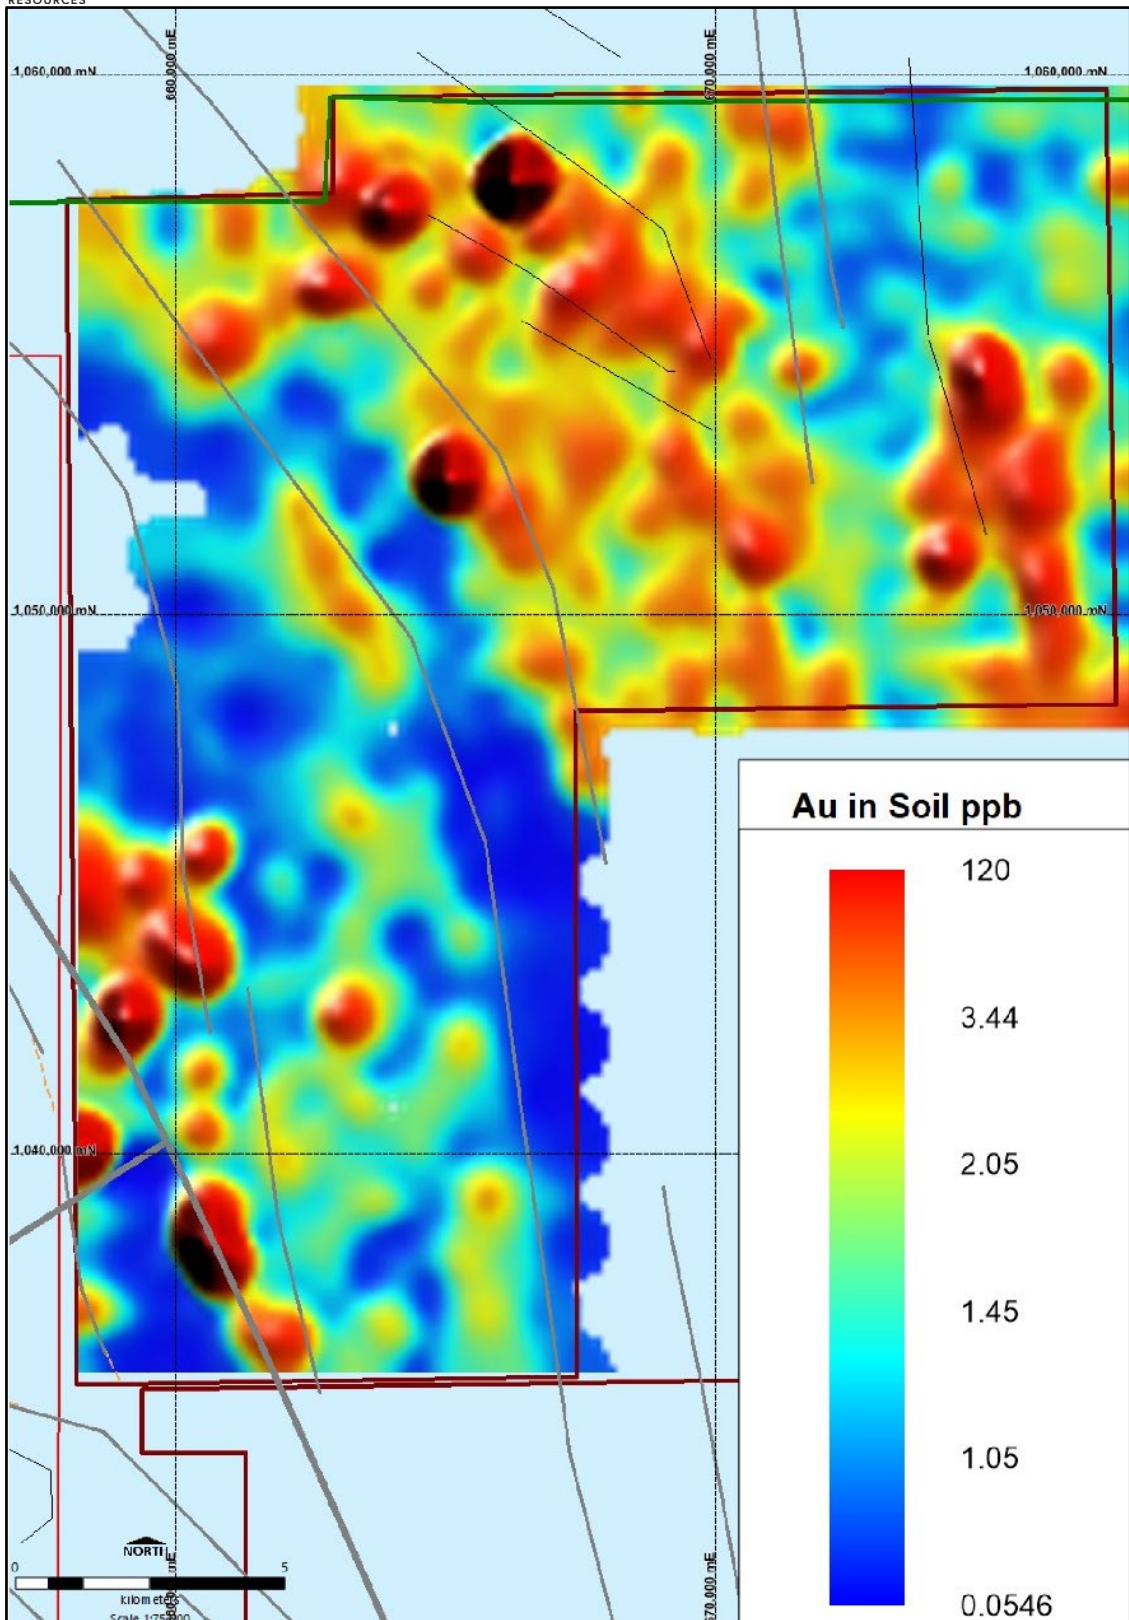 RESOURCES
1,060,000 mN
660,000 mE
670,000 mE
1,060,000 mN
1,050,000 mN
1,050,000 mN
Au in Soil ppb
120
3.44
2.05
1.45
1.05
0.0546
1,040,000 mN
NORTH
0
5
kilometers
670,000 mE